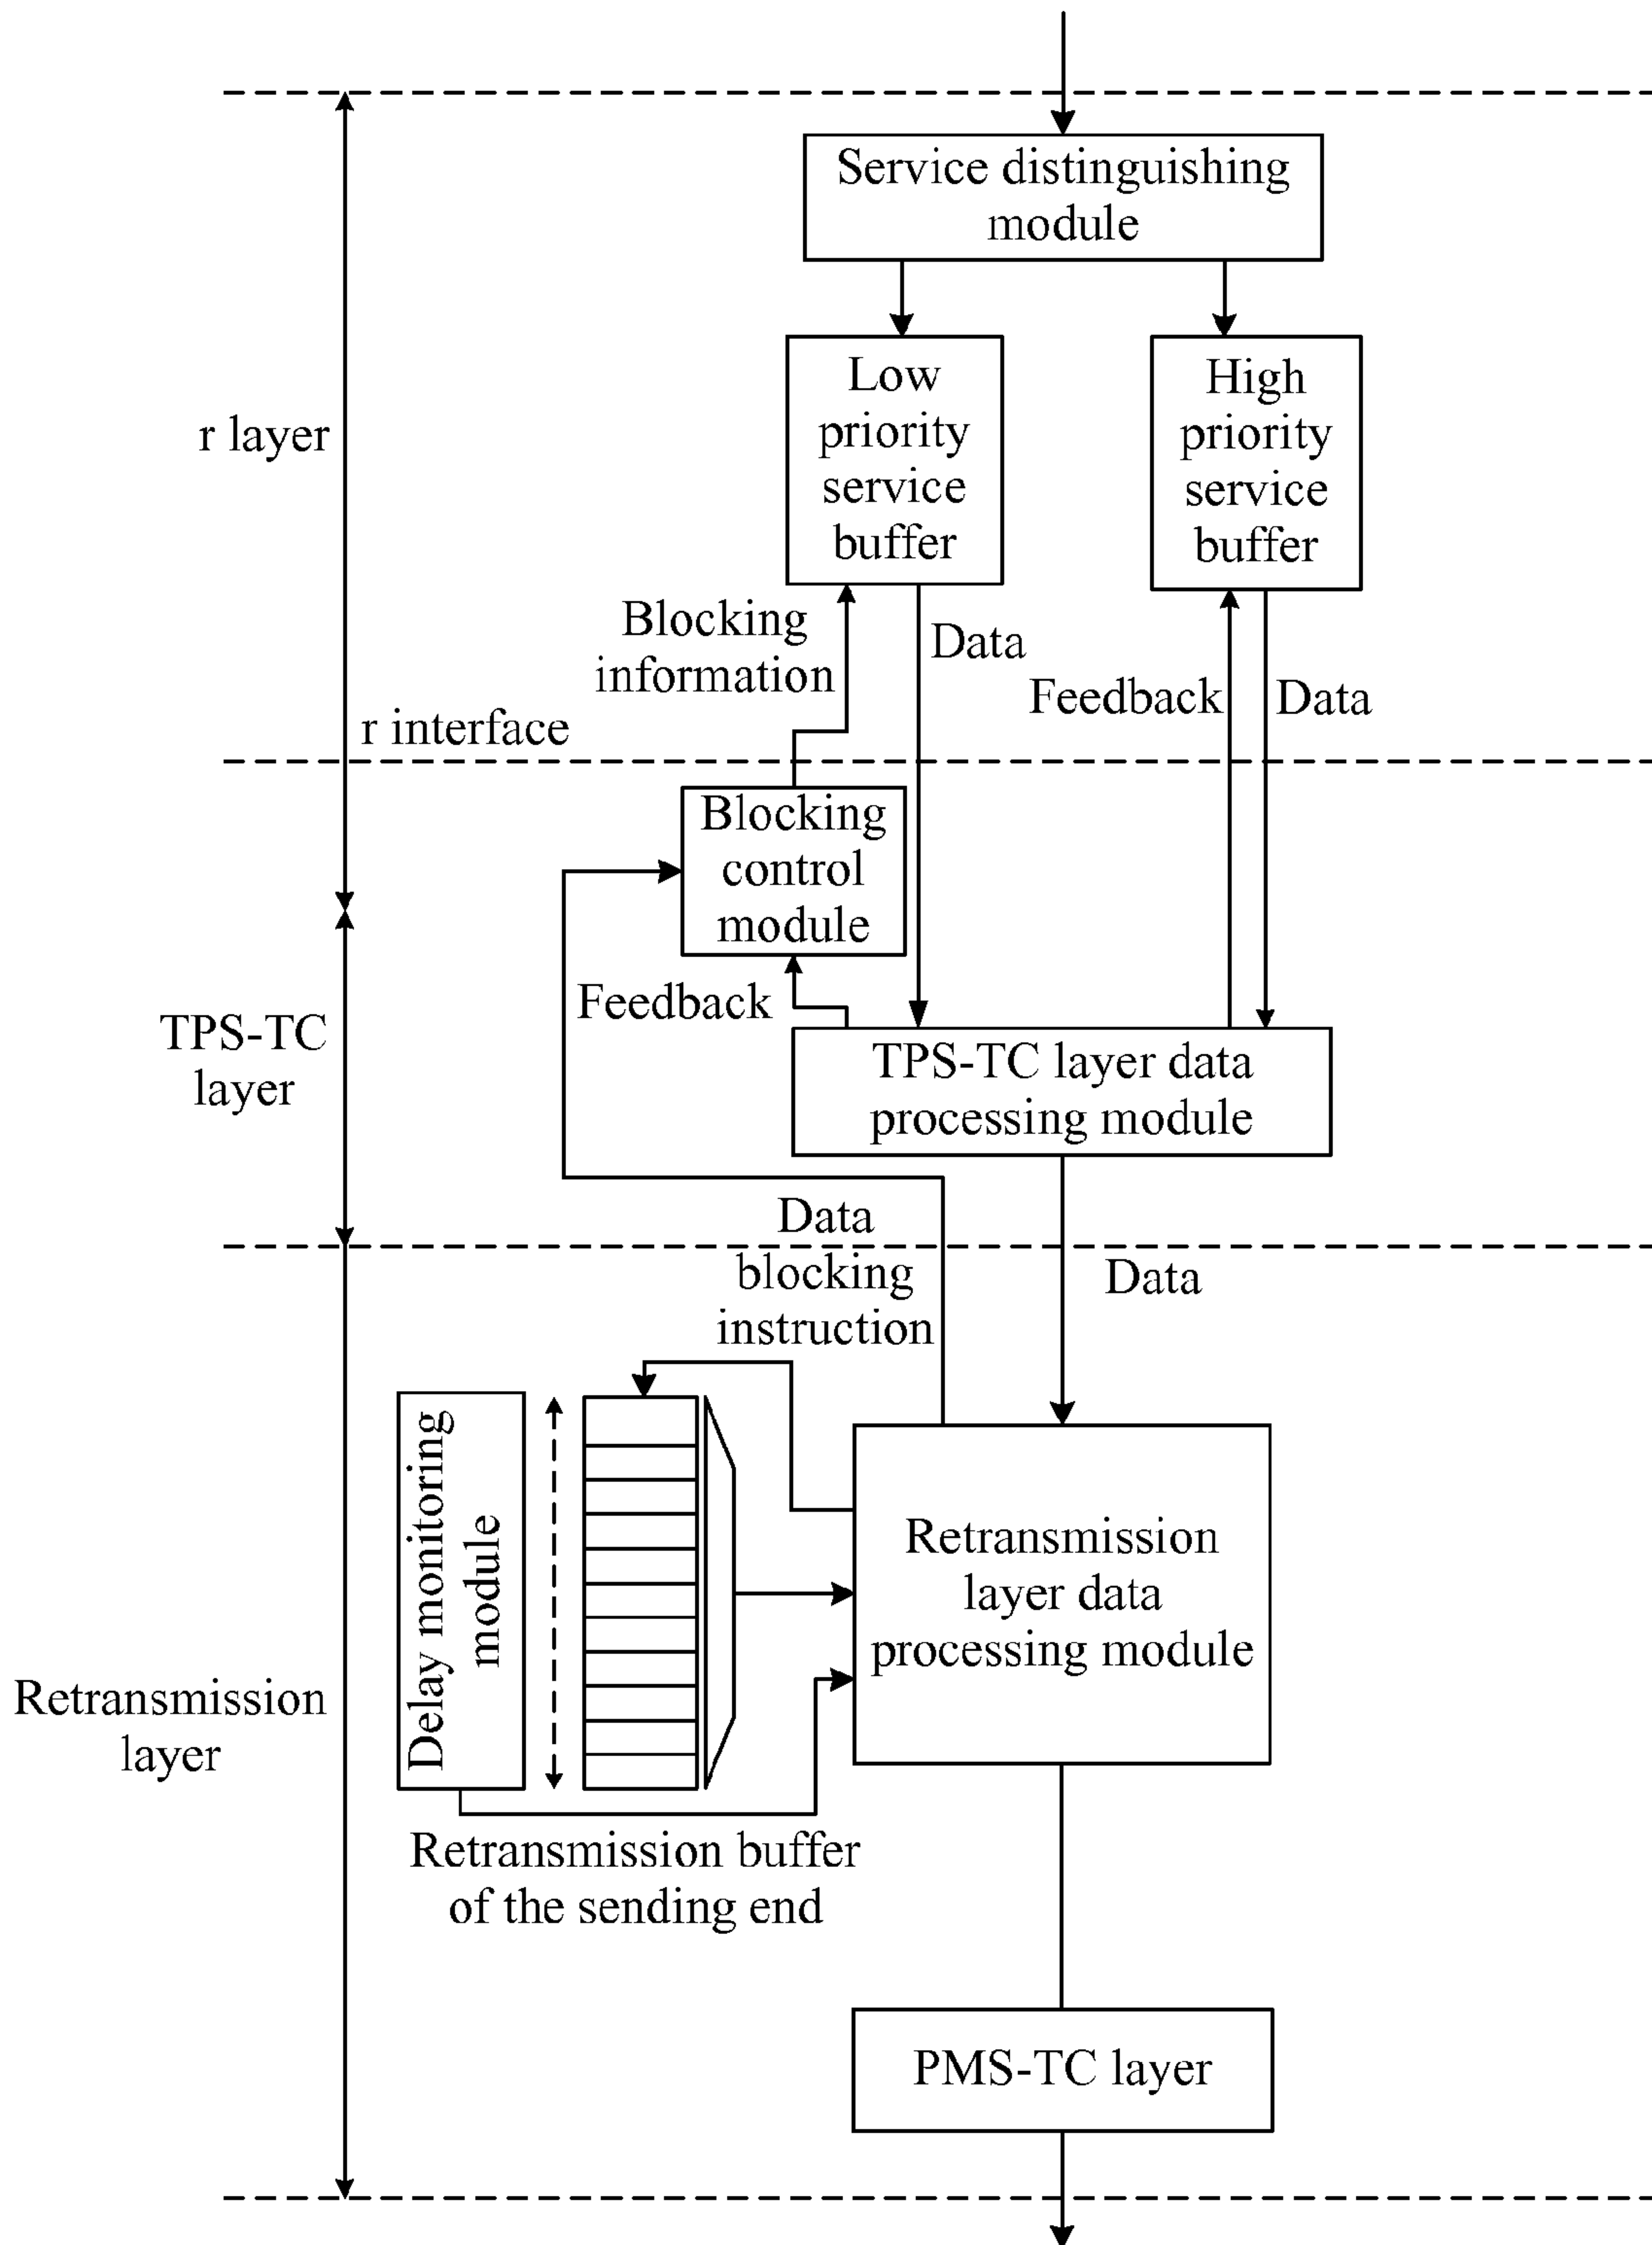 Service distinguishing
module
Low
priority
service
buffer
High
priority
service
buffer
r layer
Blocking
information
Data
Feedback
Data
r interface
Blocking
control
module
Feedback
TPS-TC
layer
TPS-TC layer data
processing module
Data
blocking
instruction
Data
Delay monitoring
module
Retransmission
layer data
processing module
Retransmission
layer
Retransmission buffer
of the sending end
PMS-TC layer